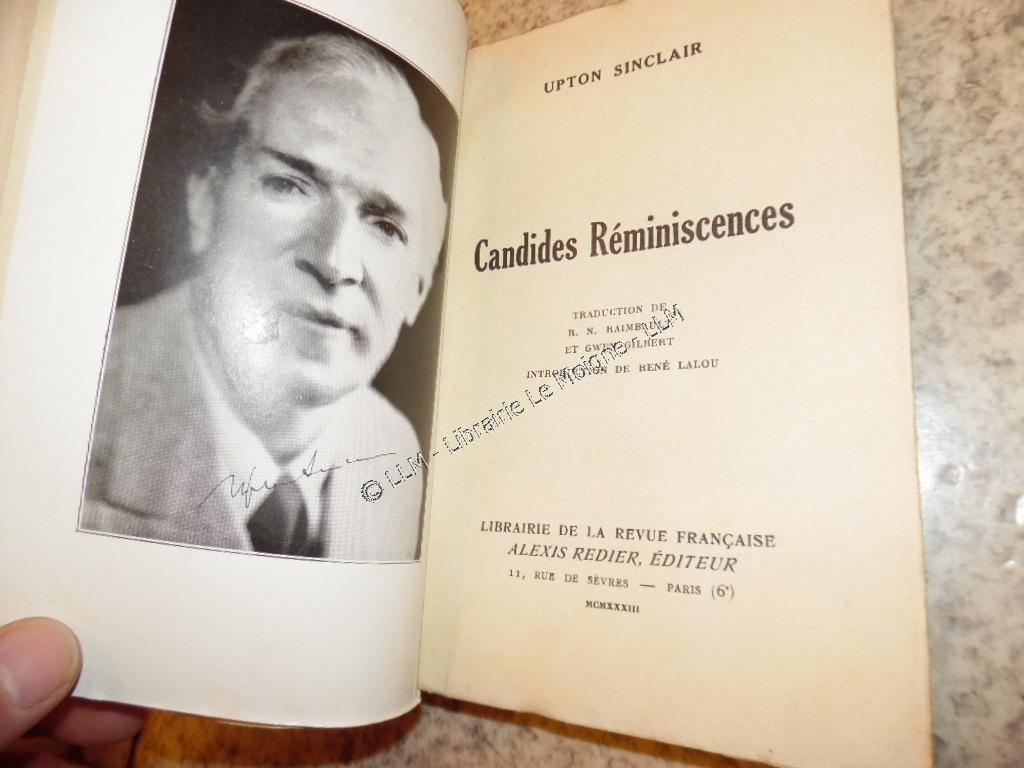 UPTON SINCLAIR
Candides Réminiscences
TRADUCTION DE
R. N. RAIMBAULT
ET GWEN GILBERT
INTRODUCTION DE RENÉ LALOU
© LLM - Librairie Le Moigne, LLM
LIBRAIRIE DE LA REVUE FRANÇAISE
ALEXIS REDIER, ÉDITEUR
11, RUE DE SÈVRES — PARIS (6e)
MCMXXXIII